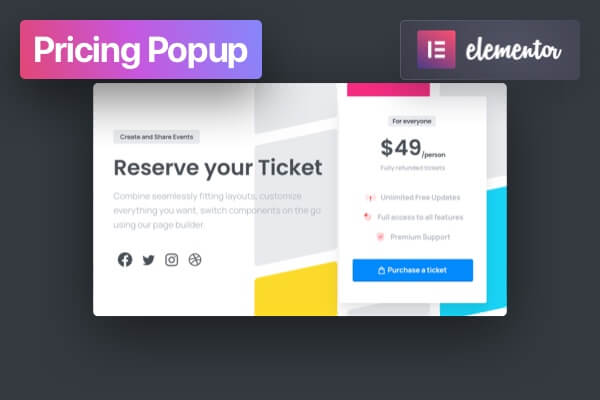 Pricing Popup
elementor
Create and Share Events
Reserve your Ticket
Combine seamlessly fitting layouts, customize
everything you want, switch components on the go
using our page builder.
For everyone
$49/person
Fully refunded tickets
Unlimited Free Updates
Full access to all features
Premium Support
Purchase a ticket